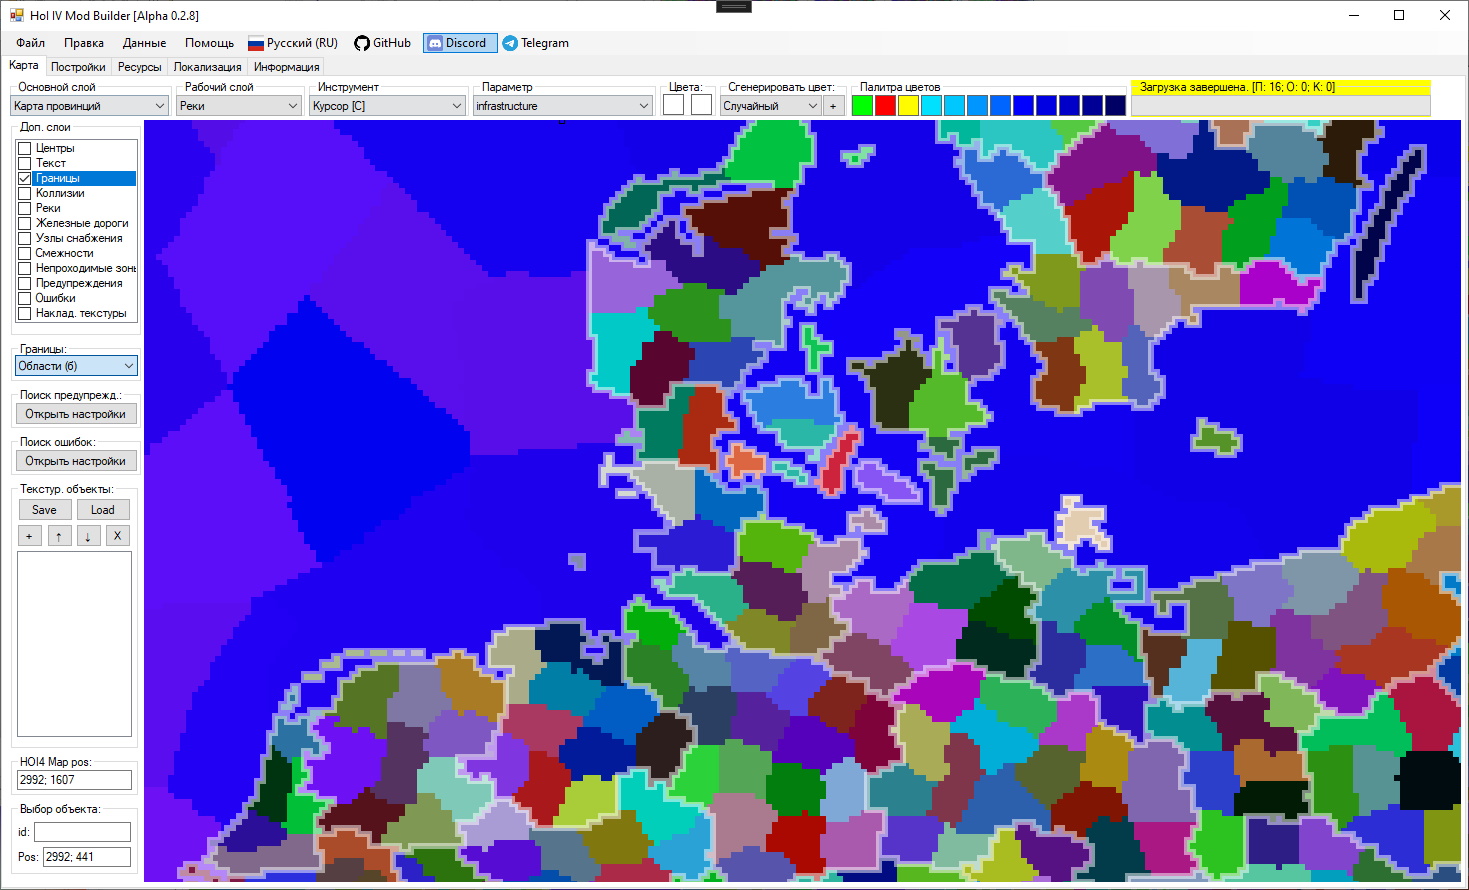 HoI IV Mod Builder [Alpha 0.2.8]
Файл Правка Данные Помощь Русский (RU) GitHub Discord Telegram
Карта Постройки Ресурсы Локализация Информация
Основной слой Рабочий слой Инструмент Параметр Цвета: Сгенерировать цвет: Палитра цветов Загрузка завершена. [П: 16; О: 0; К: 0]
Карта провинций Реки Курсор [C] infrastructure Случайный +
Доп. слои
Центры
Текст
Границы
Коллизии
Реки
Железные дороги
Узлы снабжения
Смежности
Непроходимые зоны
Предупреждения
Ошибки
Наклад. текстуры
Границы:
Области (б)
Поиск предупрежд.:
Открыть настройки
Поиск ошибок:
Открыть настройки
Текстур. объекты:
Save Load
+ ↑ ↓ X
HOI4 Map pos:
2992; 1607
Выбор объекта:
id:
Pos: 2992; 441